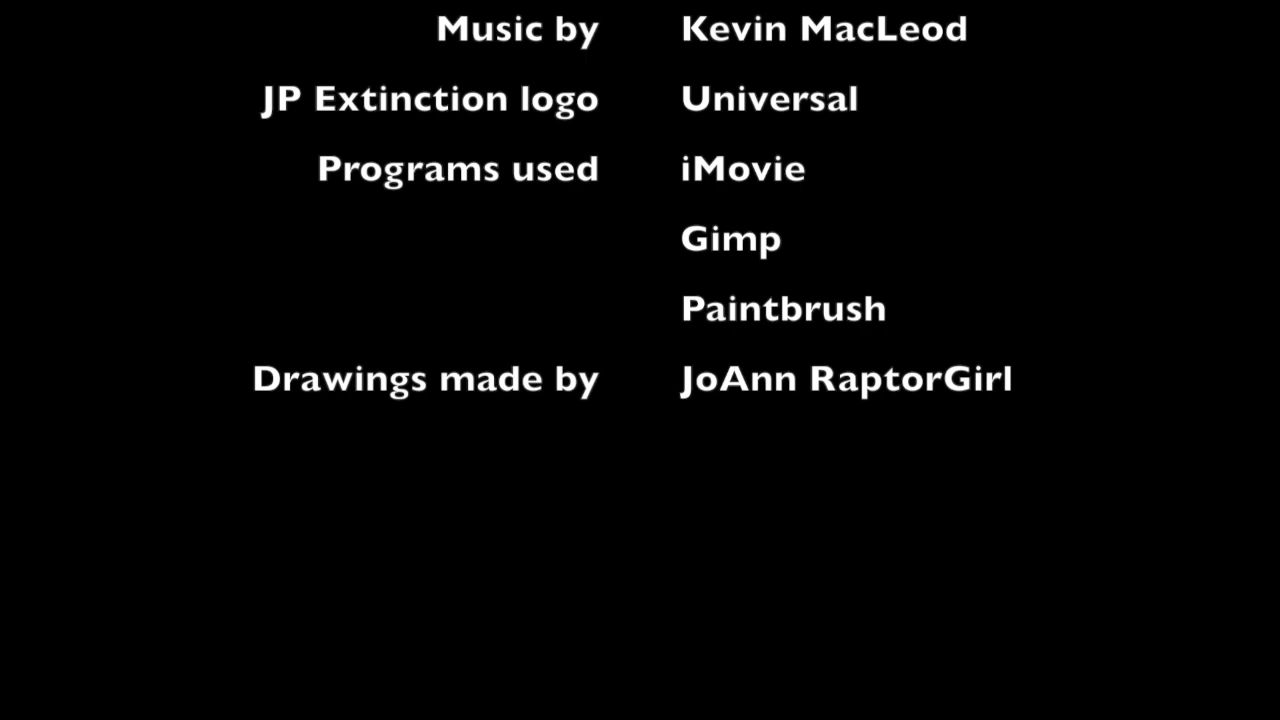 Music by Kevin MacLeod
JP Extinction logo Universal
Programs used iMovie
Gimp
Paintbrush
Drawings made by JoAnn RaptorGirl